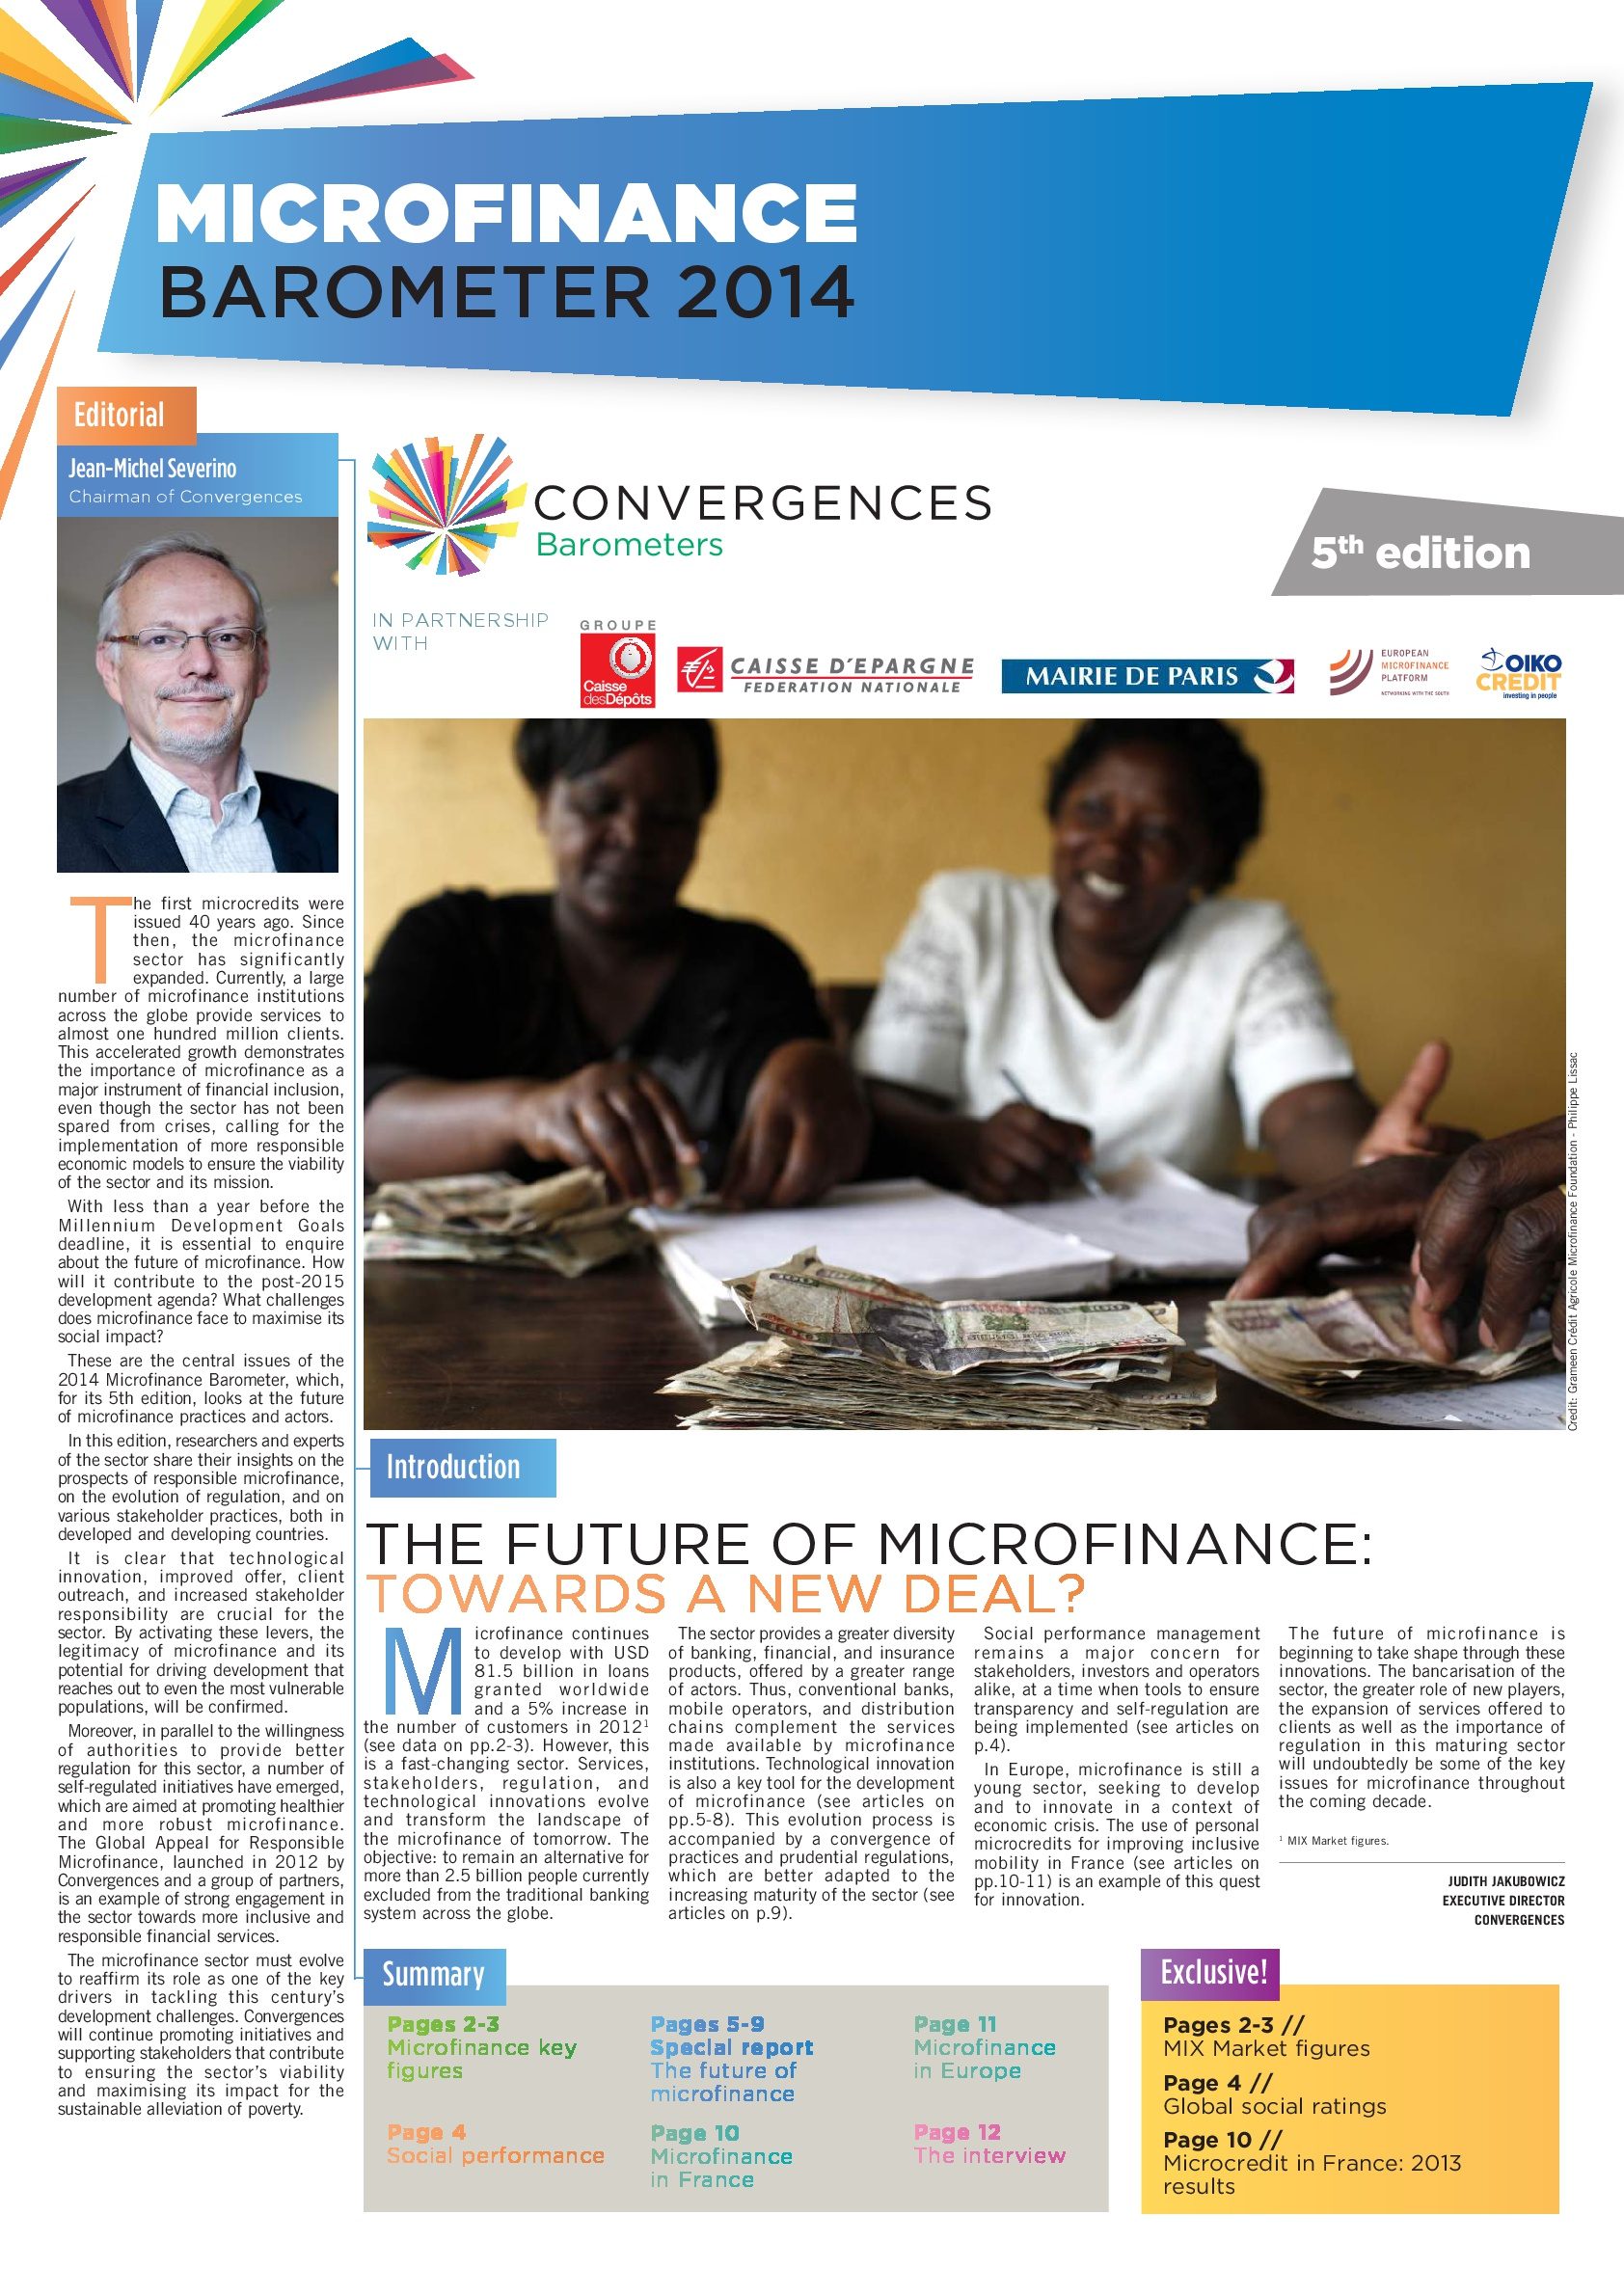 MICROFINANCE
BAROMETER 2014
Editorial
Jean-Michel Severino
Chairman of Convergences
The first microcredits were
issued 40 years ago. Since
then, the microfinance
sector has significantly
expanded. Currently, a large
number of microfinance institutions
across the globe provide services to
almost one hundred million clients.
This accelerated growth demonstrates
the importance of microfinance as a
major instrument of financial inclusion,
even though the sector has not been
spared from crises, calling for the
implementation of more responsible
economic models to ensure the viability
of the sector and its mission.
With less than a year before the
Millennium Development Goals
deadline, it is essential to enquire
about the future of microfinance. How
will it contribute to the post-2015
development agenda? What challenges
does microfinance face to maximise its
social impact?
These are the central issues of the
2014 Microfinance Barometer, which,
for its 5th edition, looks at the future
of microfinance practices and actors.
In this edition, researchers and experts
of the sector share their insights on the
prospects of responsible microfinance,
on the evolution of regulation, and on
various stakeholder practices, both in
developed and developing countries.
It is clear that technological
innovation, improved offer, client
outreach, and increased stakeholder
responsibility are crucial for the
sector. By activating these levers, the
legitimacy of microfinance and its
potential for driving development that
reaches out to even the most vulnerable
populations, will be confirmed.
Moreover, in parallel to the willingness
of authorities to provide better
regulation for this sector, a number of
self-regulated initiatives have emerged,
which are aimed at promoting healthier
and more robust microfinance.
The Global Appeal for Responsible
Microfinance, launched in 2012 by
Convergences and a group of partners,
is an example of strong engagement in
the sector towards more inclusive and
responsible financial services.
The microfinance sector must evolve
to reaffirm its role as one of the key
drivers in tackling this century's
development challenges. Convergences
will continue promoting initiatives and
supporting stakeholders that contribute
to ensuring the sector's viability
and maximising its impact for the
sustainable alleviation of poverty.
CONVERGENCES
Barometers
5th edition
IN PARTNERSHIP
WITH
GROUPE
Caisse
desDépôts
CAISSE D'EPARGNE
FEDERATION NATIONALE
MAIRIE DE PARIS
EUROPEAN
MICROFINANCE
PLATFORM
NETWORKING WITH THE SOUTH
OIKO
CREDIT
investing in people
Credit: Grameen Crédit Agricole Microfinance Foundation - Philippe Lissac
1000
Introduction
THE FUTURE OF MICROFINANCE:
TOWARDS A NEW DEAL?
Microfinance continues
to develop with USD
81.5 billion in loans
granted worldwide
and a 5% increase in
the number of customers in 2012¹
(see data on pp.2-3). However, this
is a fast-changing sector. Services,
stakeholders, regulation, and
technological innovations evolve
and transform the landscape of
the microfinance of tomorrow. The
objective: to remain an alternative for
more than 2.5 billion people currently
excluded from the traditional banking
system across the globe.
The sector provides a greater diversity
of banking, financial, and insurance
products, offered by a greater range
of actors. Thus, conventional banks,
mobile operators, and distribution
chains complement the services
made available by microfinance
institutions. Technological innovation
is also a key tool for the development
of microfinance (see articles on
pp.5-8). This evolution process is
accompanied by a convergence of
practices and prudential regulations,
which are better adapted to the
increasing maturity of the sector (see
articles on p.9).
Social performance management
remains a major concern for
stakeholders, investors and operators
alike, at a time when tools to ensure
transparency and self-regulation are
being implemented (see articles on
p.4).
In Europe, microfinance is still a
young sector, seeking to develop
and to innovate in a context of
economic crisis. The use of personal
microcredits for improving inclusive
mobility in France (see articles on
pp.10-11) is an example of this quest
for innovation.
The future of microfinance is
beginning to take shape through these
innovations. The bancarisation of the
sector, the greater role of new players,
the expansion of services offered to
clients as well as the importance of
regulation in this maturing sector
will undoubtedly be some of the key
issues for microfinance throughout
the coming decade.
¹ MIX Market figures.
JUDITH JAKUBOWICZ
EXECUTIVE DIRECTOR
CONVERGENCES
Summary
Pages 2-3
Microfinance key
figures
Page 4
Social performance
Pages 5-9
Special report
The future of
microfinance
Page 10
Microfinance
in France
Page 11
Microfinance
in Europe
Page 12
The interview
Exclusive!
Pages 2-3 //
MIX Market figures
Page 4 //
Global social ratings
Page 10 //
Microcredit in France: 2013
results